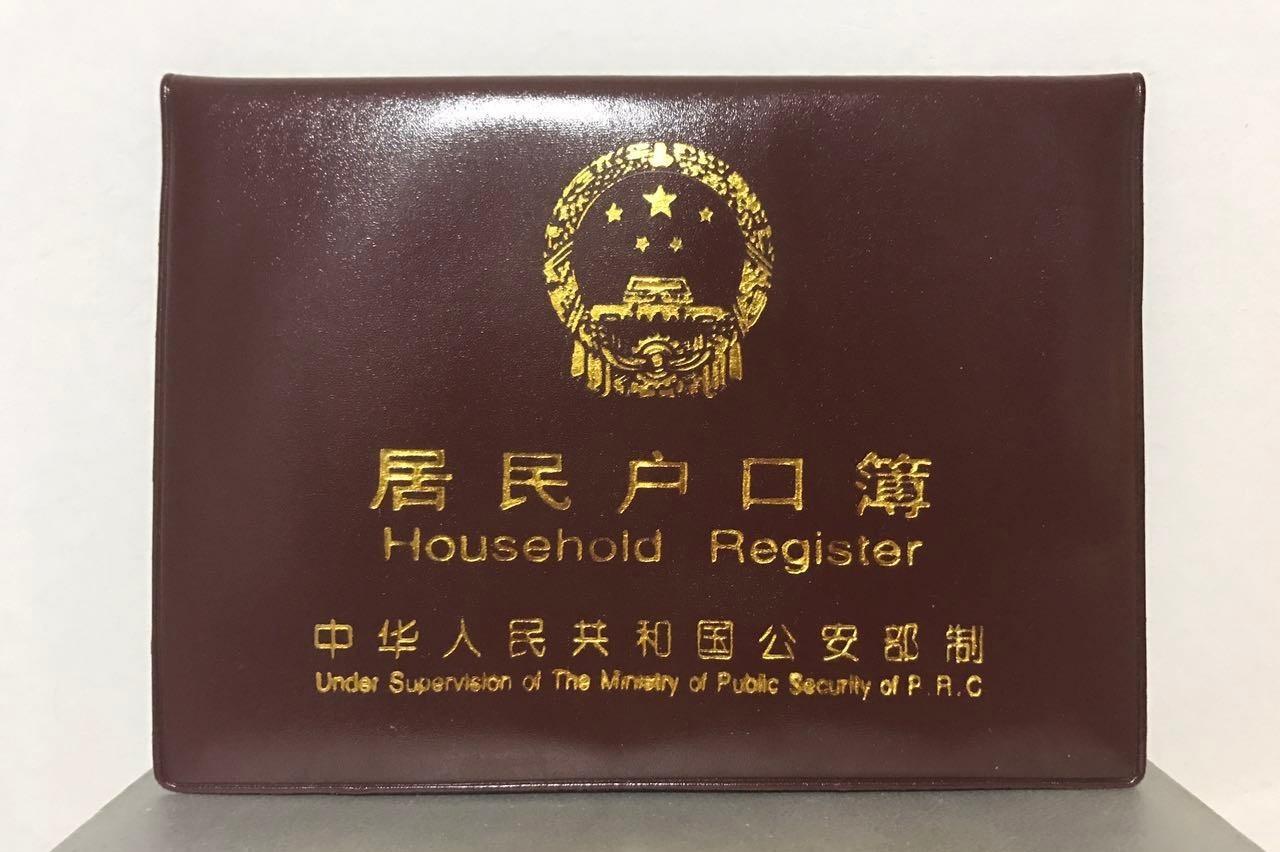 居民户口簿
Household Register
中华人民共和国公安部制
Under Supervision of The Ministry of Public Security of P.R.C